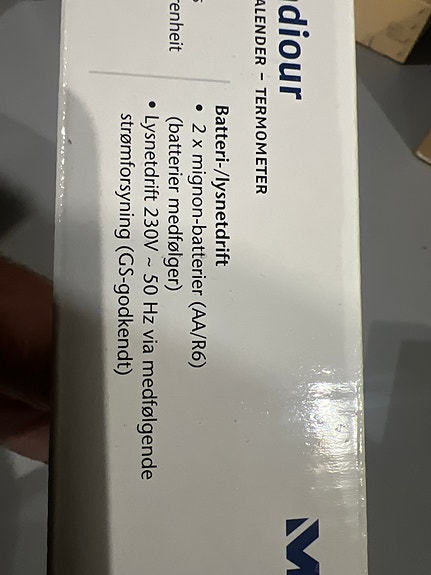 diour
ALENDER – TERMOMETER
renheit
Batteri-/lysnetdrift
• 2 x mignon-batterier (AA/R6)
(batterier medfølger)
• Lysnetdrift 230V ~ 50 Hz via medfølgende
strømforsyning (GS-godkendt)
M